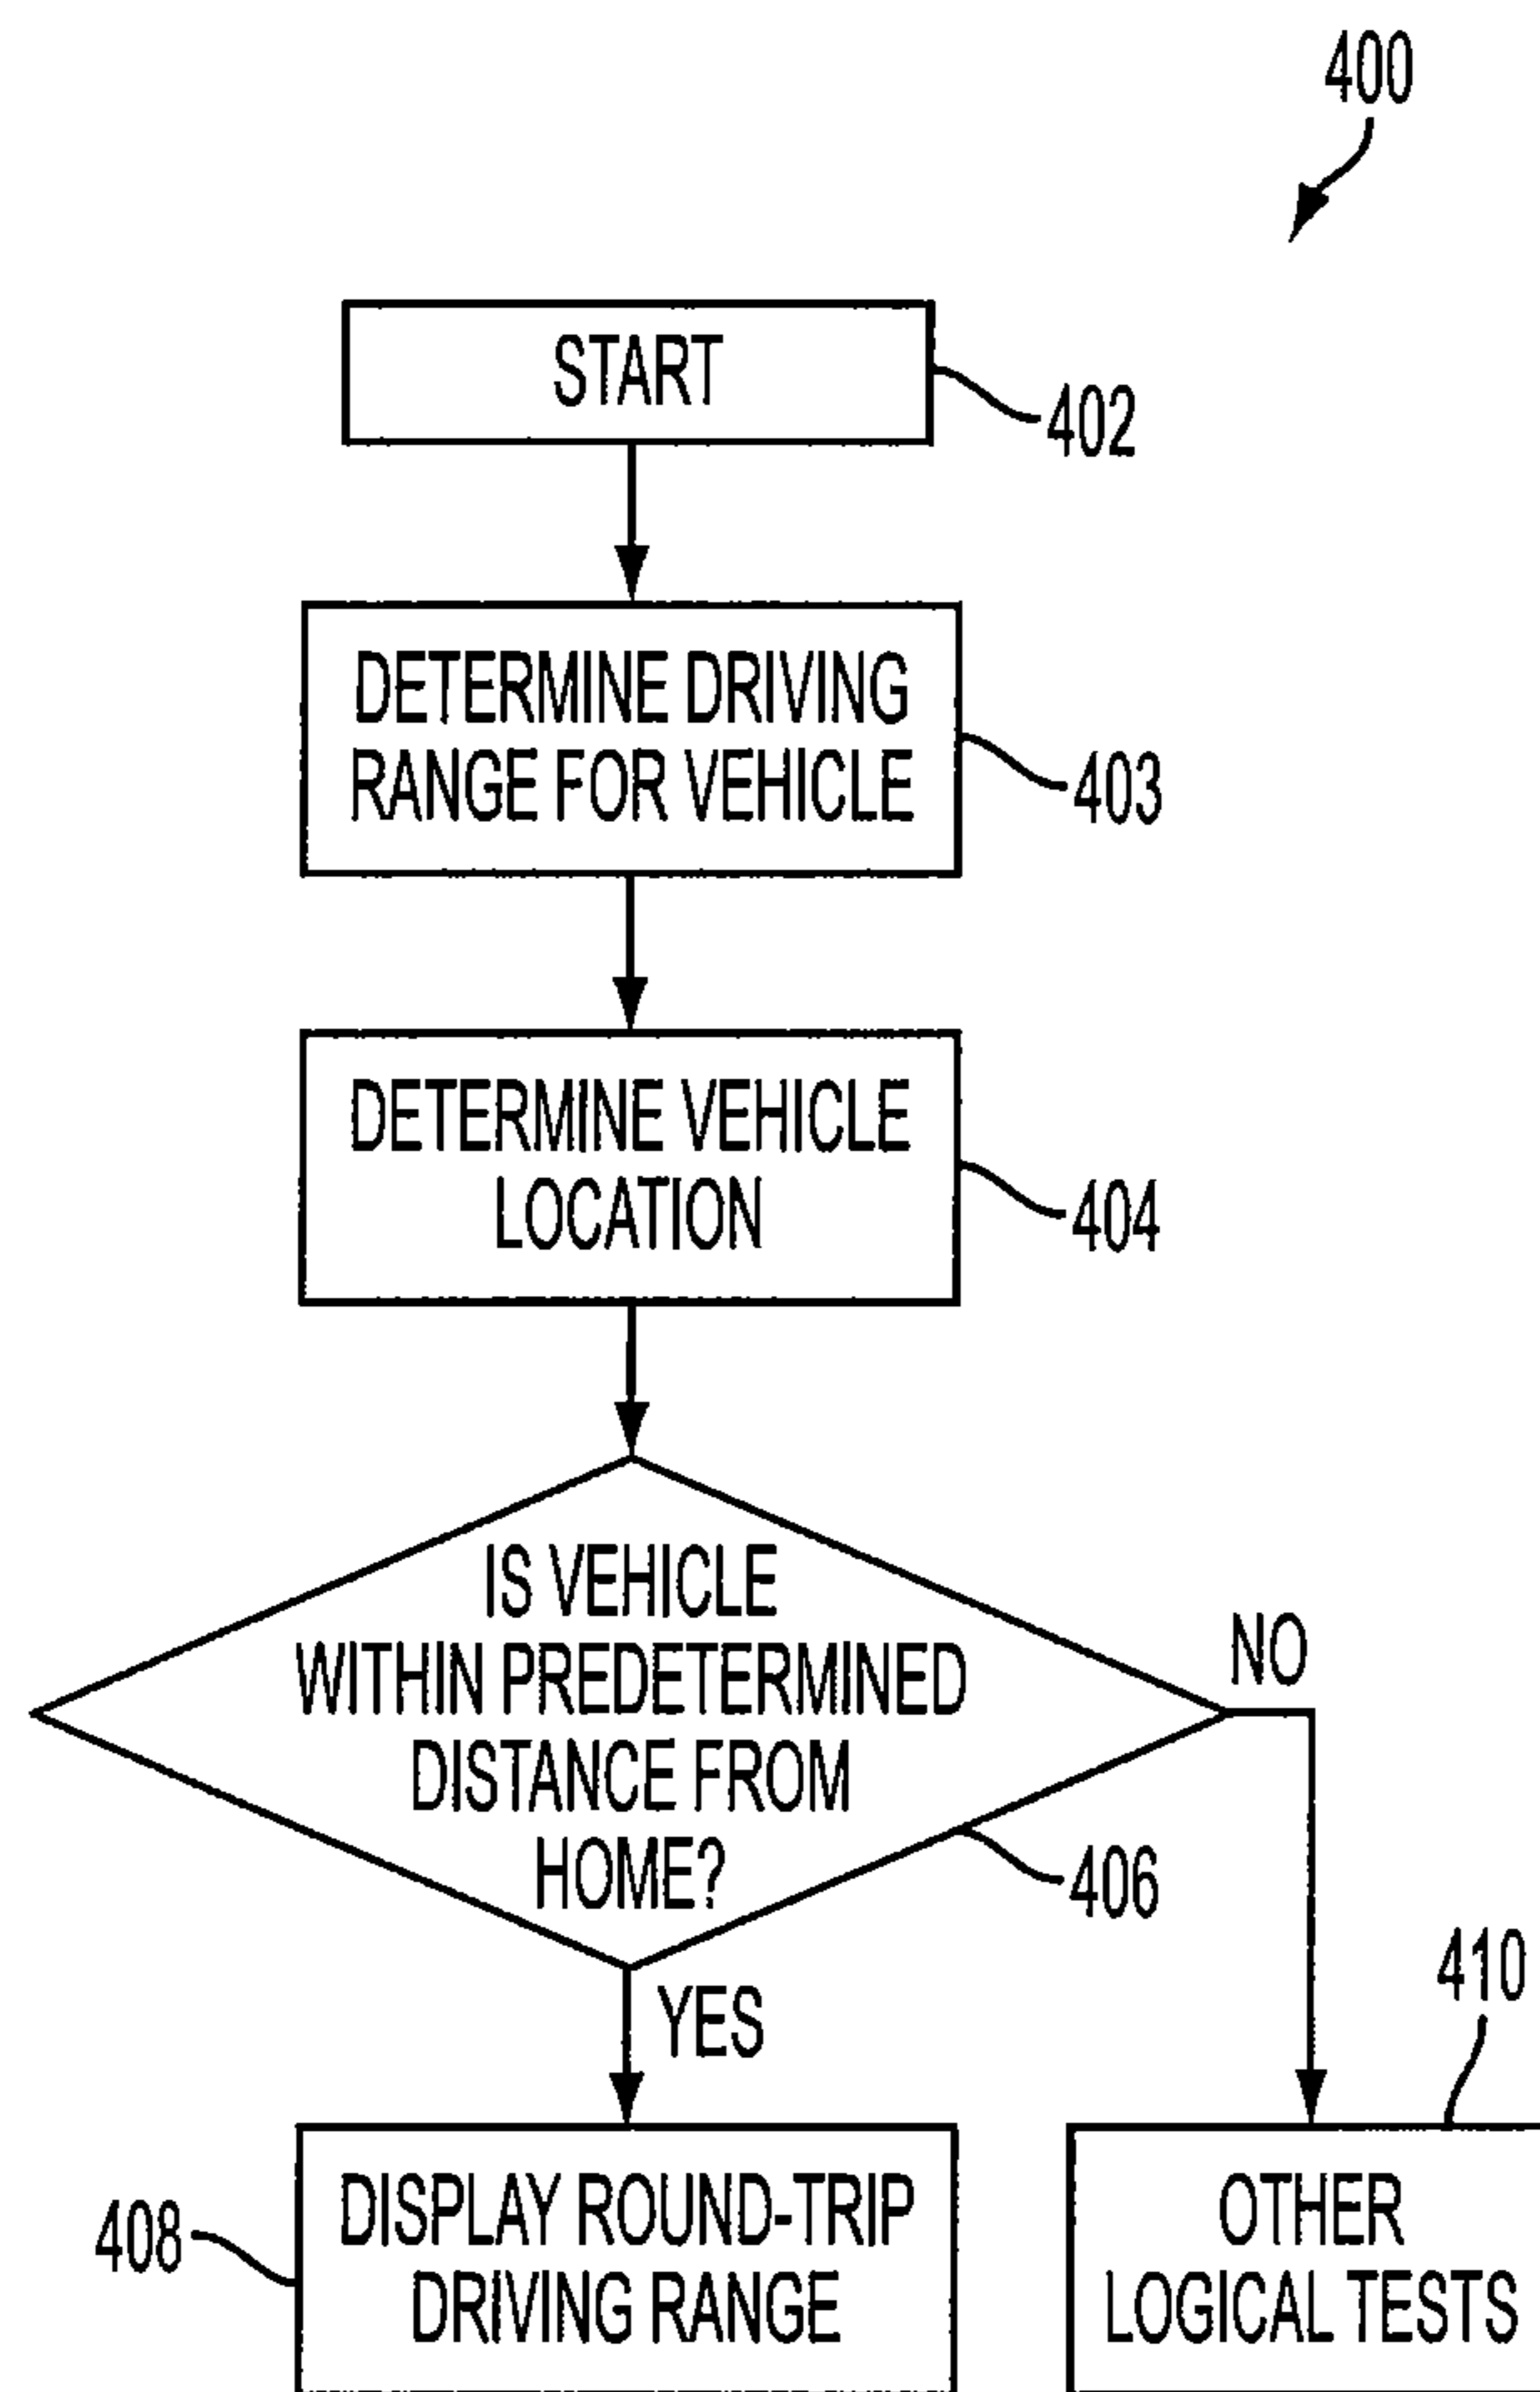 400
START
402
DETERMINE DRIVING
RANGE FOR VEHICLE
403
DETERMINE VEHICLE
LOCATION
404
IS VEHICLE
WITHIN PREDETERMINED
DISTANCE FROM
HOME?
NO
406
410
YES
DISPLAY ROUND-TRIP
DRIVING RANGE
408
OTHER
LOGICAL TESTS